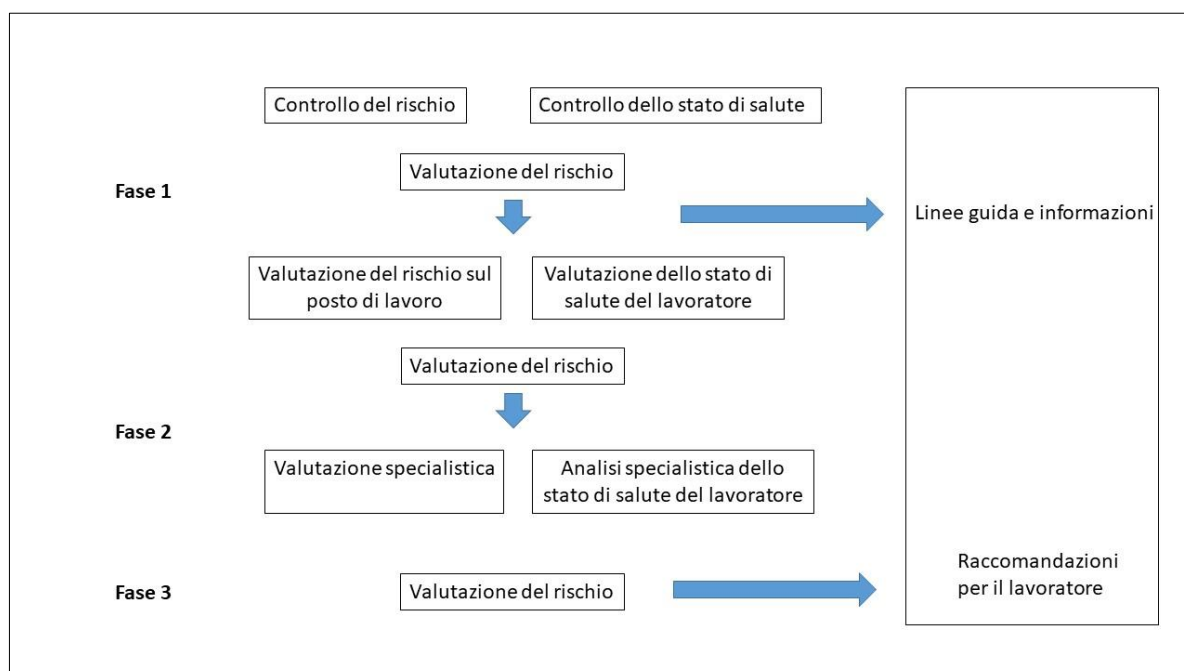 Controllo del rischio
Controllo dello stato di salute
Valutazione del rischio
Fase 1
Linee guida e informazioni
Valutazione del rischio sul
posto di lavoro
Valutazione dello stato di
salute del lavoratore
Valutazione del rischio
Fase 2
Valutazione specialistica
Analisi specialistica dello
stato di salute del lavoratore
Raccomandazioni
per il lavoratore
Fase 3
Valutazione del rischio